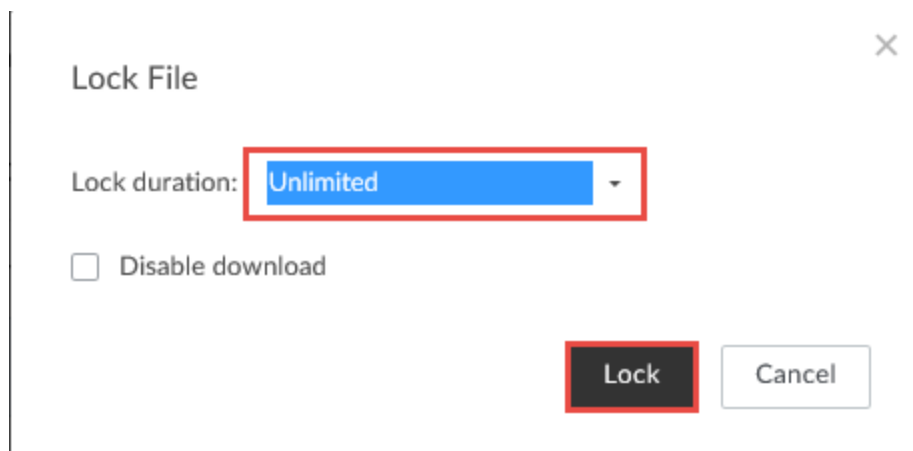 Lock File
Lock duration: Unlimited
Disable download
Lock Cancel